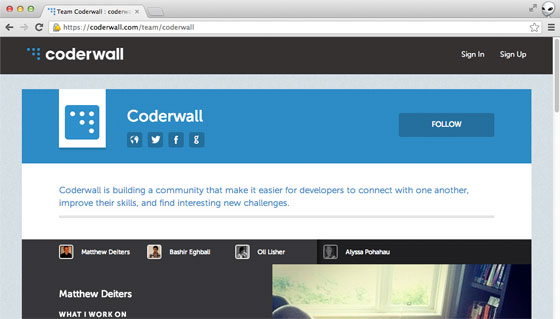 Team Coderwall : coderw
https://coderwall.com/team/coderwall
coderwall
Sign In
Sign Up
Coderwall
f
g
FOLLOW
Coderwall is building a community that make it easier for developers to connect with one another,
improve their skills, and find interesting new challenges.
Matthew Deiters
Bashir Eghbali
Oli Lisher
Alyssa Pohahau
Matthew Deiters
WHAT I WORK ON